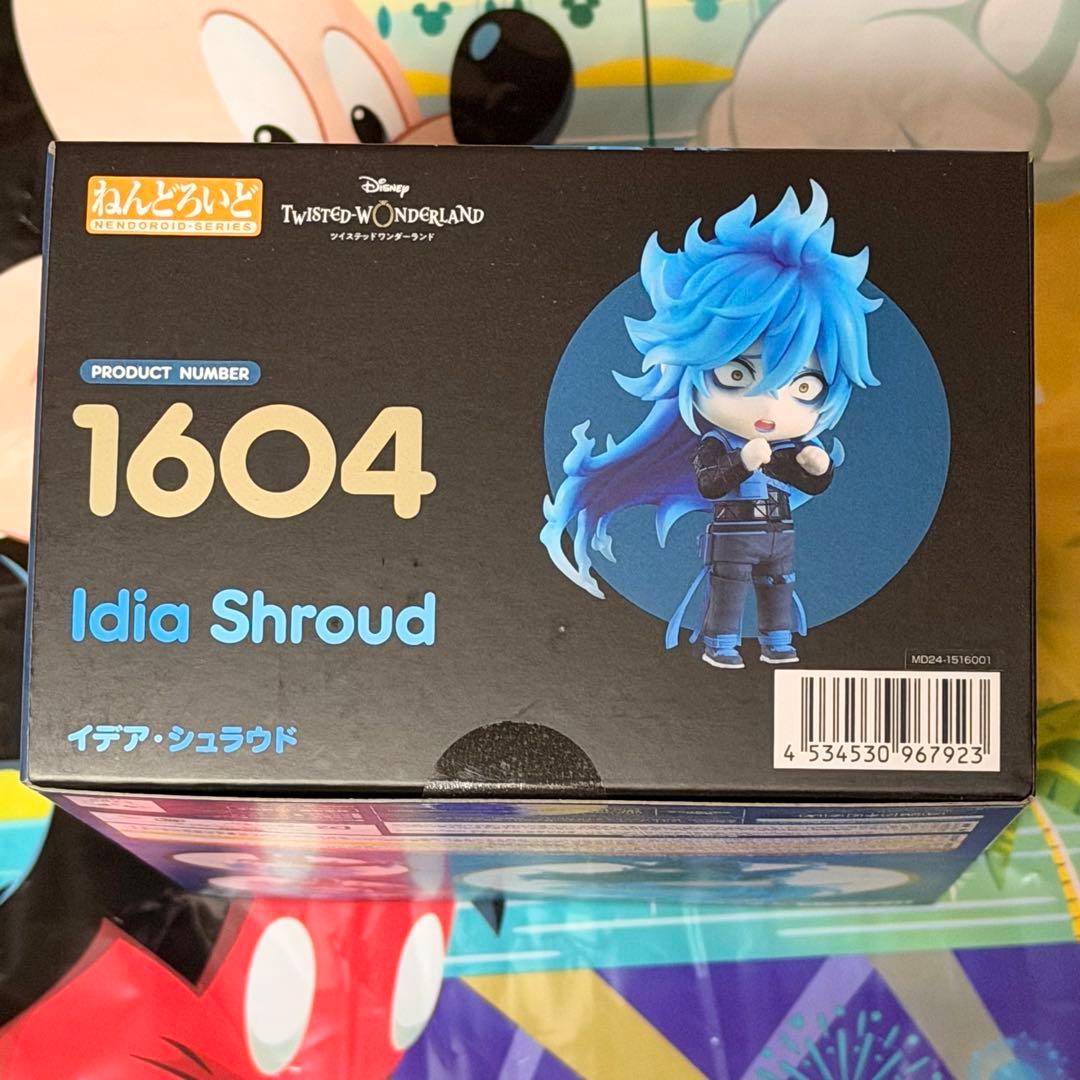 ねんどろいど
NENDOROID·SERIES
Disney
TWISTED-WONDERLAND
ツイステッドワンダーランド
PRODUCT NUMBER
1604
Idia Shroud
イデア・シュラウド
MD24-1516001
4 534530 967923